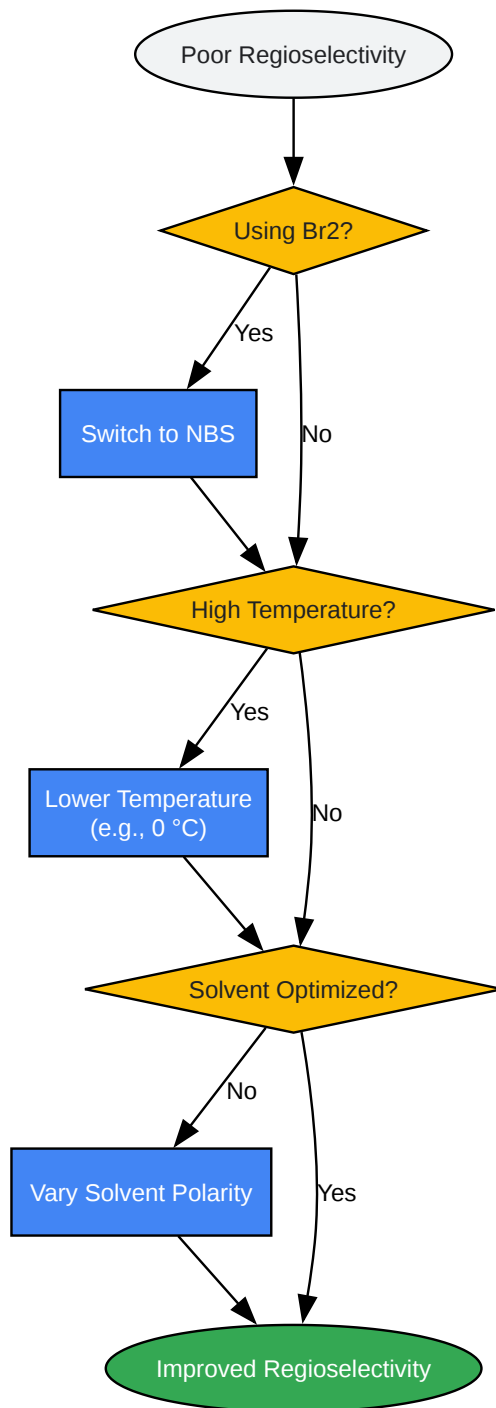 Poor Regioselectivity
Using Br2?
Yes
Switch to NBS
No
High Temperature?
Yes
Lower Temperature
(e.g., 0 °C)
No
Solvent Optimized?
No
Vary Solvent Polarity
Yes
Improved Regioselectivity